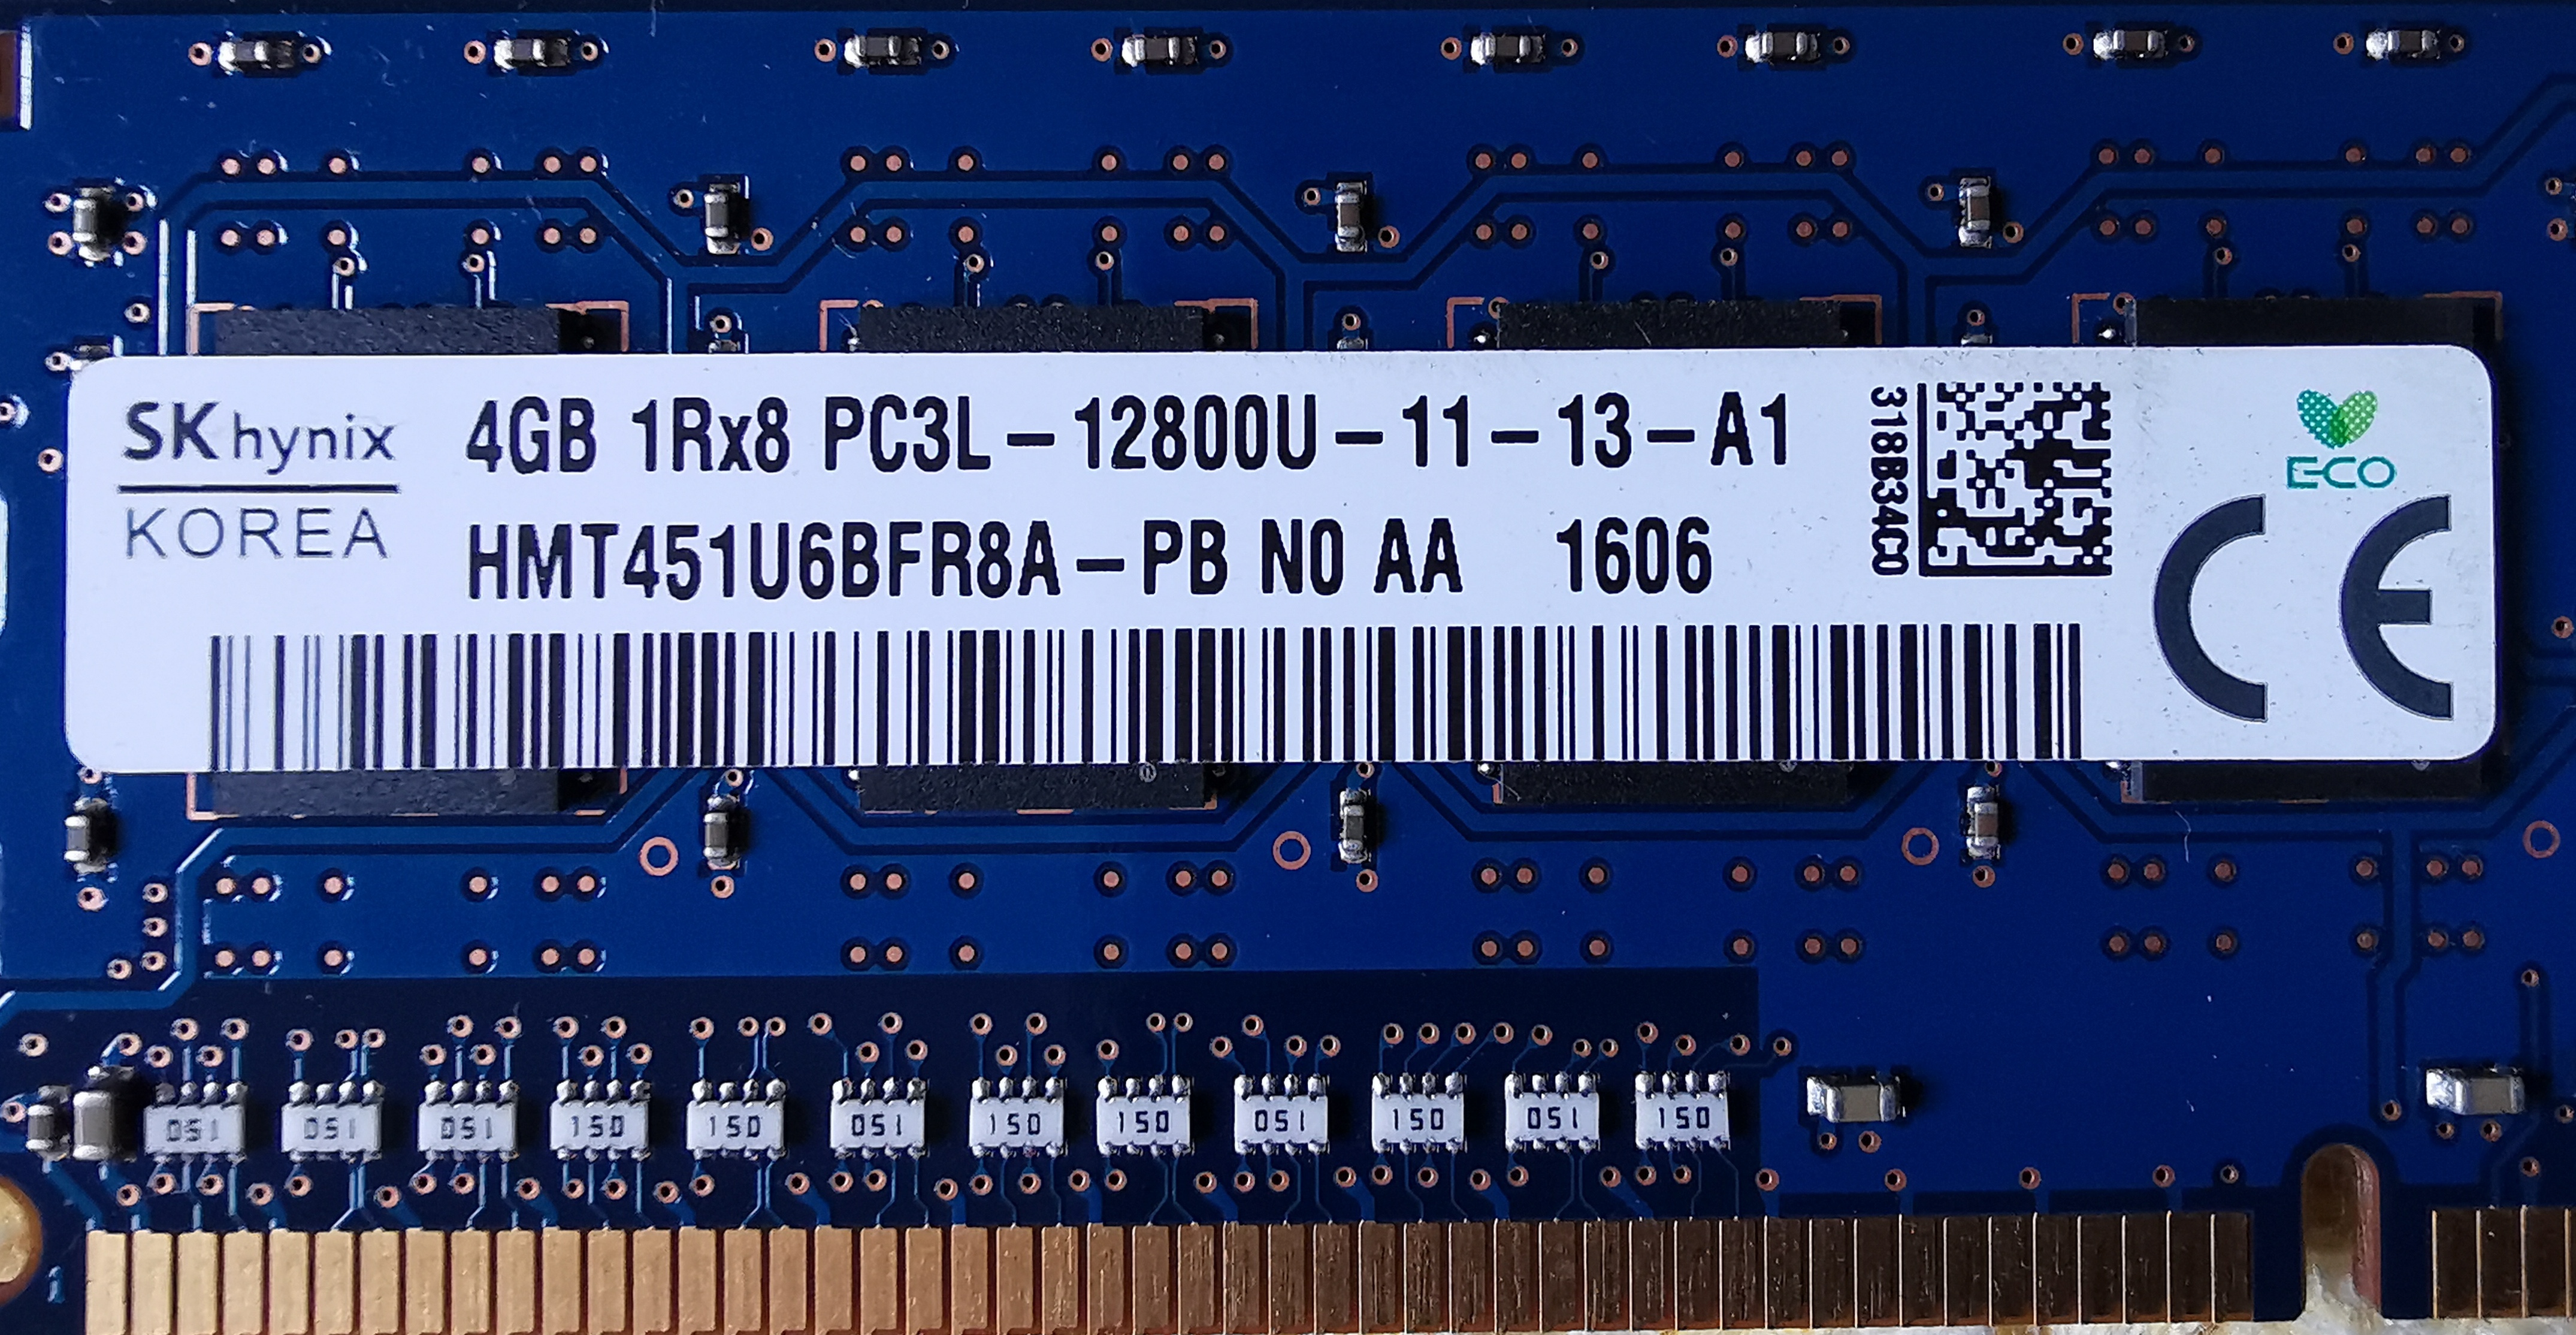 SK hynix
KOREA
4GB 1Rx8 PC3L-12800U-11-13-A1
HMT451U6BFR8A-PB N0 AA 1606
318B34C0
ECO
CE
051
051
051
150
150
051
150
150
051
150
051
150
1